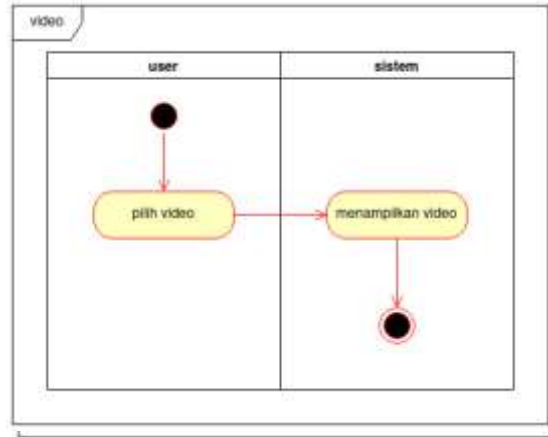 video
user
sistem
pilih video
menampilkan video